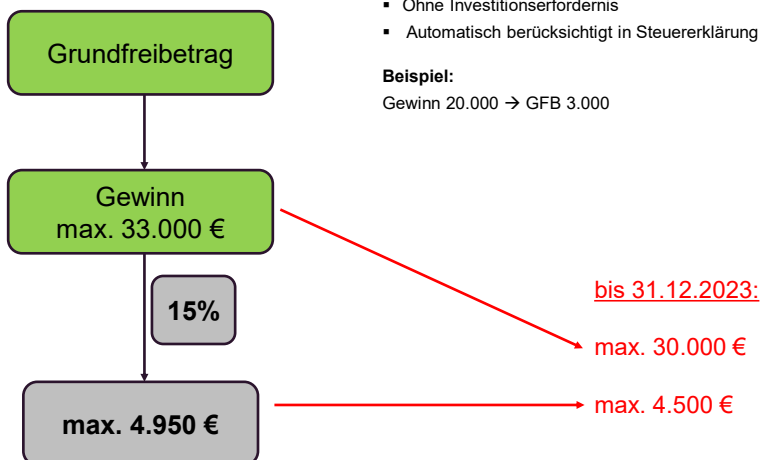 ▪ Ohne Investitionserfordernis
▪ Automatisch berücksichtigt in Steuererklärung
Grundfreibetrag
Beispiel:
Gewinn 20.000 → GFB 3.000
Gewinn
max. 33.000 €
15%
bis 31.12.2023:
max. 30.000 €
max. 4.950 €
max. 4.500 €